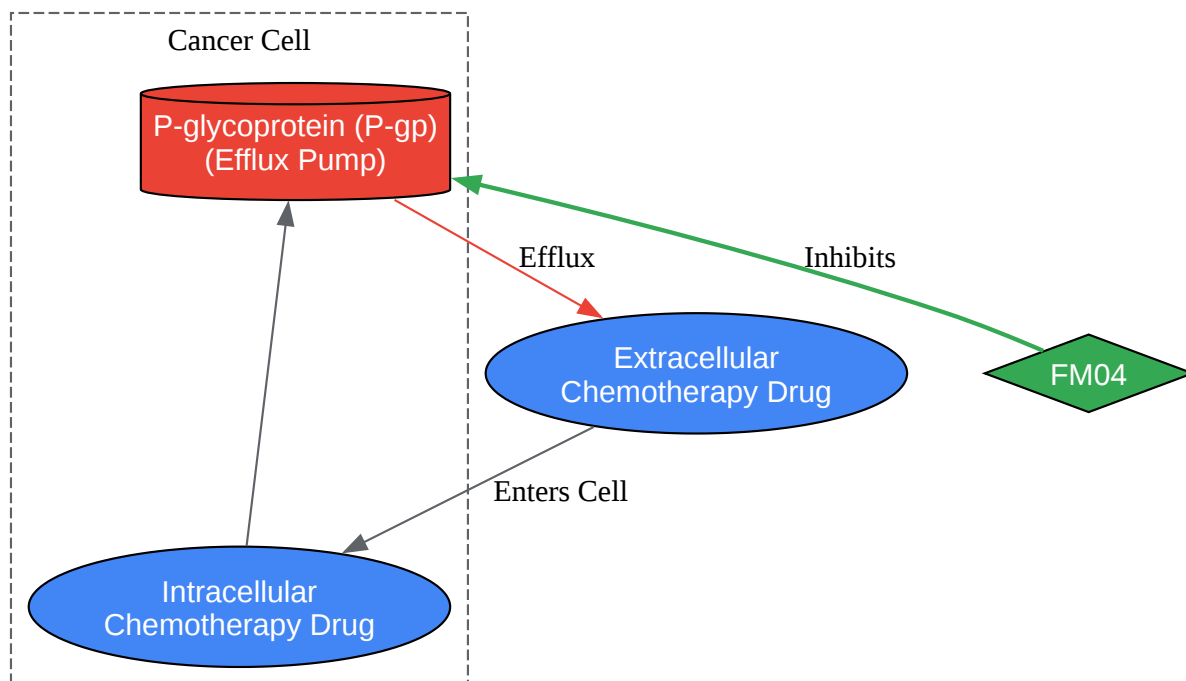 Cancer Cell
P-glycoprotein (P-gp)
(Efflux Pump)
Efflux
Inhibits
Extracellular
Chemotherapy Drug
FM04
Enters Cell
Intracellular
Chemotherapy Drug